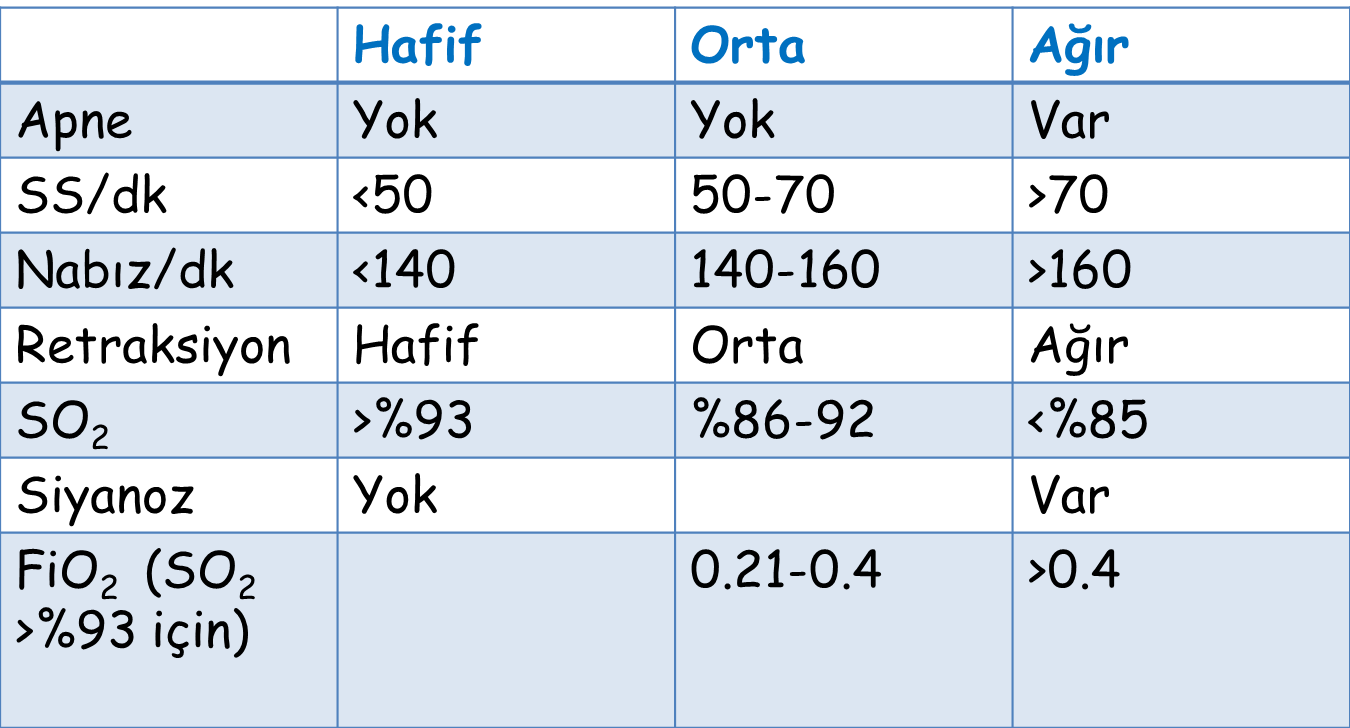 Hafif Orta Ağır
Apne Yok Yok Var
SS/dk <50 50-70 >70
Nabız/dk <140 140-160 >160
Retraksiyon Hafif Orta Ağır
SO₂ >%93 %86-92 <%85
Siyanoz Yok Var
FiO₂ (SO₂ 0.21-0.4 >0.4
>%93 için)